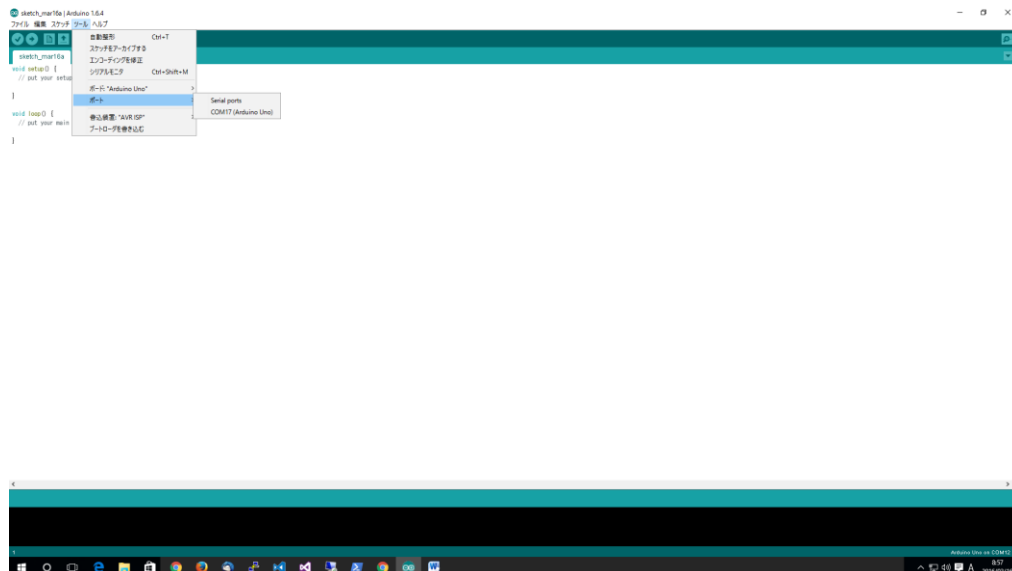 sketch_mar16a | Arduino 1.6.4
ファイル 編集 スケッチ ツール ヘルプ
sketch_mar16a
void setup() {
// put your setup
}
void loop() {
// put your main
}
自動整形 Ctrl+T
スケッチをアーカイブする
エンコーディングを修正
シリアルモニタ Ctrl+Shift+M
ボード: "Arduino Uno"
ポート
書込装置: "AVR ISP"
ブートローダを書き込む
Serial ports
COM17 (Arduino Uno)
1
Arduino Uno on COM12
A
8:57